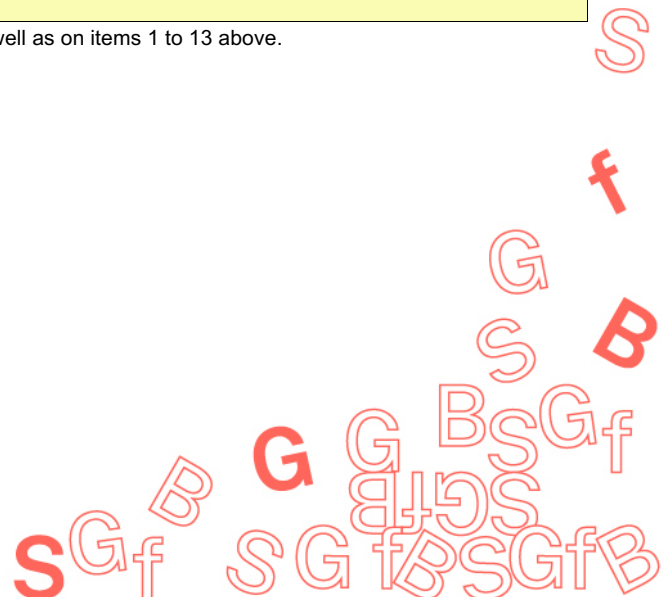 well as on items 1 to 13 above.
S
f
G
B
S
B S G f
G G
S G f B
B
S G f
S G f B S G f B